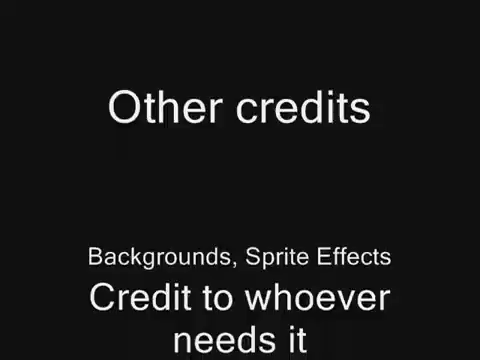 Other credits
Backgrounds, Sprite Effects
Credit to whoever
needs it